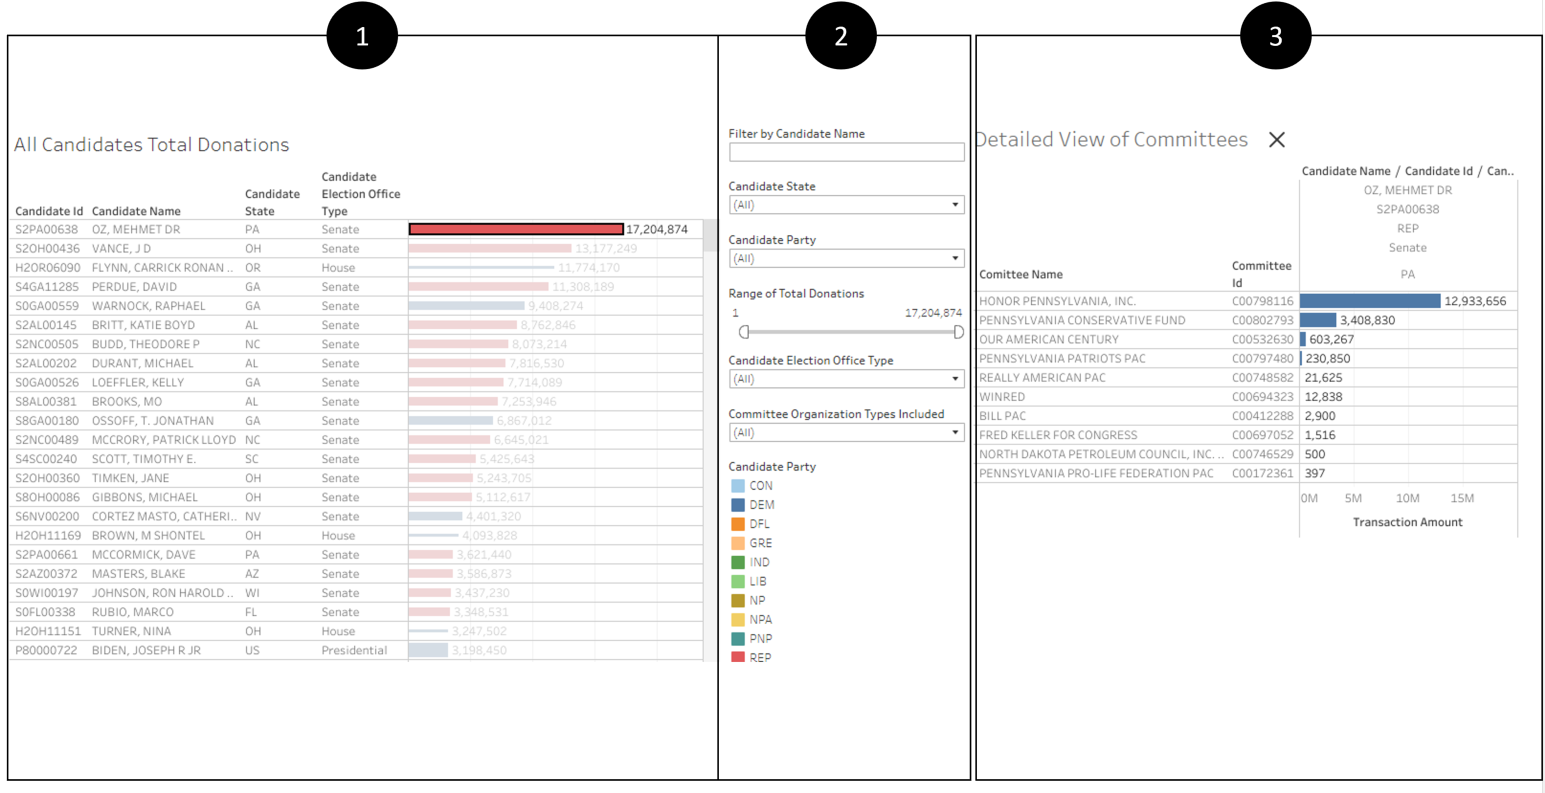 1
2
3
All Candidates Total Donations
Candidate Id Candidate Name Candidate State Candidate Election Office Type
S2PA00638 OZ, MEHMET DR PA Senate 17,204,874
S2OH00436 VANCE, J D OH Senate 13,177,249
H2OR06090 FLYNN, CARRICK RONAN .. OR House 11,774,170
S4GA11285 PERDUE, DAVID GA Senate 11,308,189
S0GA00559 WARNOCK, RAPHAEL GA Senate 9,408,274
S2AL00145 BRITT, KATIE BOYD AL Senate 8,762,846
S2NC00505 BUDD, THEODORE P NC Senate 8,073,214
S2AL00202 DURANT, MICHAEL AL Senate 7,816,530
S0GA00526 LOEFFLER, KELLY GA Senate 7,714,089
S8AL00381 BROOKS, MO AL Senate 7,253,946
S8GA00180 OSSOFF, T. JONATHAN GA Senate 6,867,012
S2NC00489 MCCRORY, PATRICK LLOYD NC Senate 6,645,021
S4SC00240 SCOTT, TIMOTHY E. SC Senate 5,425,643
S2OH00360 TIMKEN, JANE OH Senate 5,243,705
S8OH00086 GIBBONS, MICHAEL OH Senate 5,112,617
S6NV00200 CORTEZ MASTO, CATHERI.. NV Senate 4,401,320
H2OH11169 BROWN, M SHONTEL OH House 4,093,828
S2PA00661 MCCORMICK, DAVE PA Senate 3,621,440
S2AZ00372 MASTERS, BLAKE AZ Senate 3,586,873
S0WI00197 JOHNSON, RON HAROLD .. WI Senate 3,437,230
S0FL00338 RUBIO, MARCO FL Senate 3,348,531
H2OH11151 TURNER, NINA OH House 3,247,502
P80000722 BIDEN, JOSEPH R JR US Presidential 3,198,450
Filter by Candidate Name
Candidate State
(All)
Candidate Party
(All)
Range of Total Donations
1 17,204,874
Candidate Election Office Type
(All)
Committee Organization Types Included
(All)
Candidate Party
CON
DEM
DFL
GRE
IND
LIB
NP
NPA
PNP
REP
Detailed View of Committees
Candidate Name / Candidate Id / Can..
OZ, MEHMET DR
S2PA00638
REP
Senate
PA
Comittee Name Committee Id
HONOR PENNSYLVANIA, INC. C00798116 12,933,656
PENNSYLVANIA CONSERVATIVE FUND C00802793 3,408,830
OUR AMERICAN CENTURY C00532630 603,267
PENNSYLVANIA PATRIOTS PAC C00797480 230,850
REALLY AMERICAN PAC C00748582 21,625
WINRED C00694323 12,838
BILL PAC C00412288 2,900
FRED KELLER FOR CONGRESS C00697052 1,516
NORTH DAKOTA PETROLEUM COUNCIL, INC... C00746529 500
PENNSYLVANIA PRO-LIFE FEDERATION PAC C00172361 397
0M 5M 10M 15M
Transaction Amount